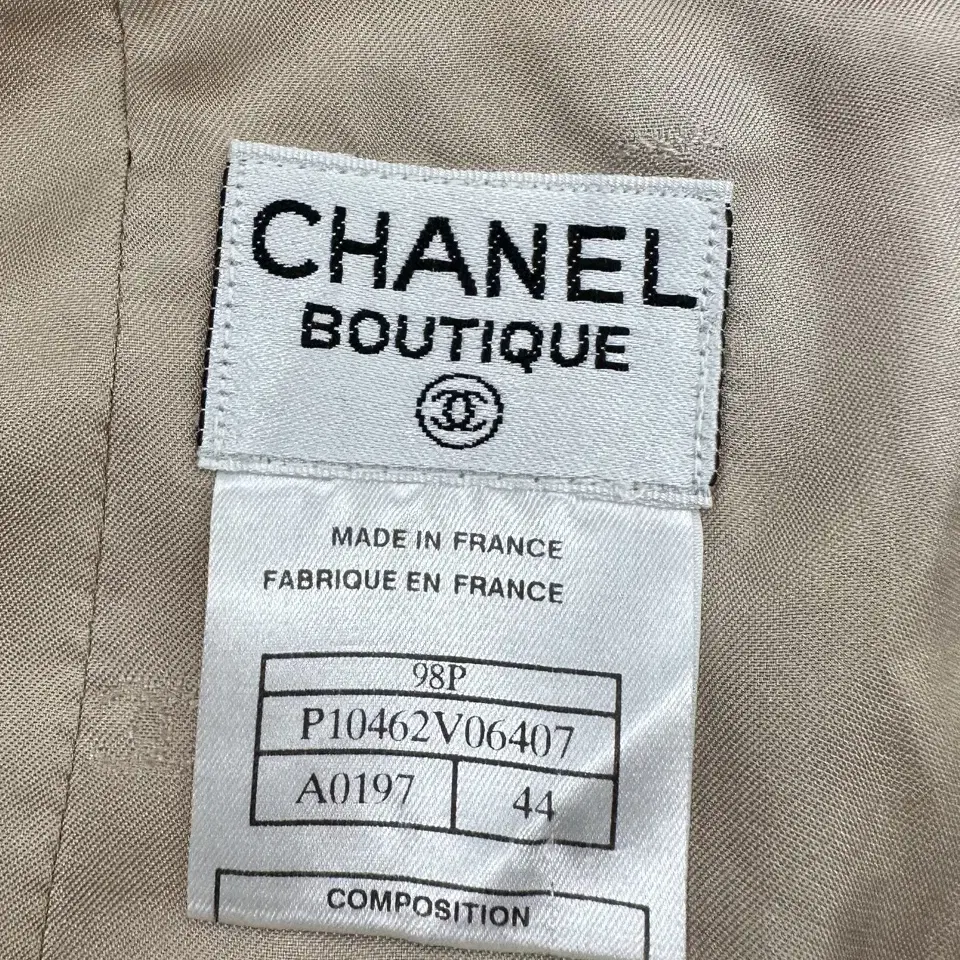 CHANEL
BOUTIQUE
MADE IN FRANCE
FABRIQUE EN FRANCE
98P
P10462V06407
A0197 44
COMPOSITION